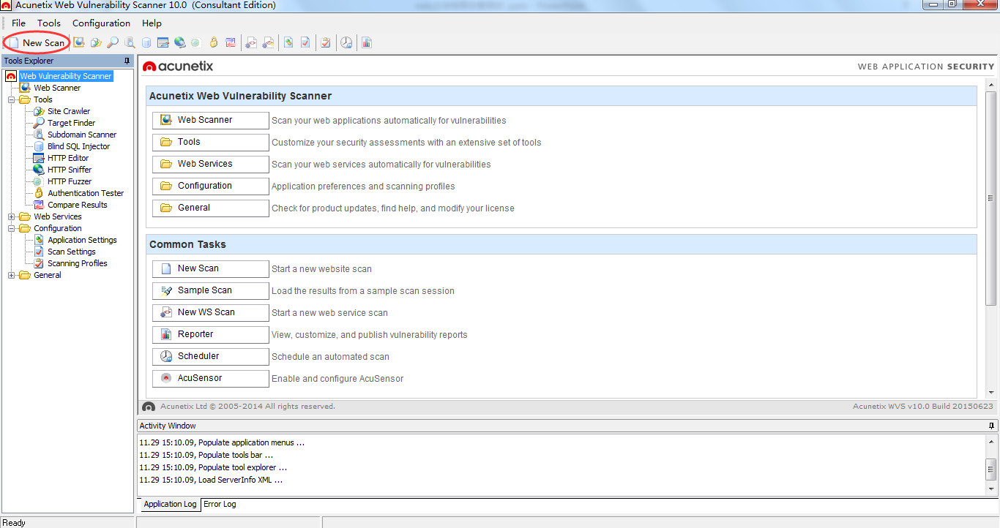 Acunetix Web Vulnerability Scanner 10.0 (Consultant Edition)
File Tools Configuration Help
New Scan
Tools Explorer
Web Vulnerability Scanner
Web Scanner
Tools
Site Crawler
Target Finder
Subdomain Scanner
Blind SQL Injector
HTTP Editor
HTTP Sniffer
HTTP Fuzzer
Authentication Tester
Compare Results
Web Services
Configuration
Application Settings
Scan Settings
Scanning Profiles
General
acunetix
WEB APPLICATION SECURITY
Acunetix Web Vulnerability Scanner
Web Scanner Scan your web applications automatically for vulnerabilities
Tools Customize your security assessments with an extensive set of tools
Web Services Scan your web services automatically for vulnerabilities
Configuration Application preferences and scanning profiles
General Check for product updates, find help, and modify your license
Common Tasks
New Scan Start a new website scan
Sample Scan Load the results from a sample scan session
New WS Scan Start a new web service scan
Reporter View, customize, and publish vulnerability reports
Scheduler Schedule an automated scan
AcuSensor Enable and configure AcuSensor
Acunetix Ltd © 2005-2014 All rights reserved. Acunetix WVS v10.0 Build 20150623
Activity Window
11.29 15:10.09, Populate application menus ...
11.29 15:10.09, Populate tools bar ...
11.29 15:10.09, Populate tool explorer ...
11.29 15:10.09, Load ServerInfo XML ...
Application Log Error Log
Ready